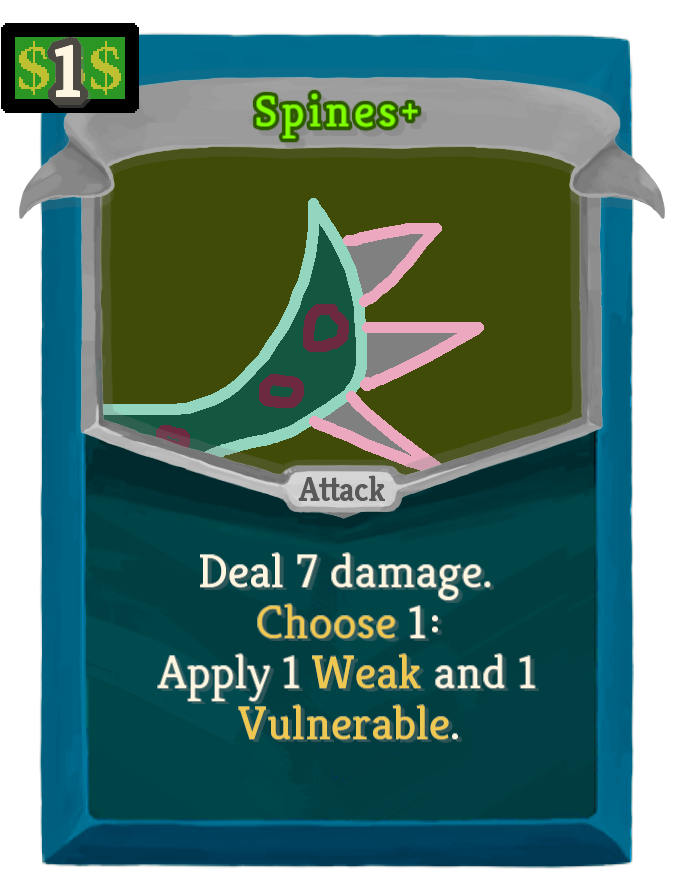 $1$
Spines+
Attack
Deal 7 damage.
Choose 1:
Apply 1 Weak and 1
Vulnerable.